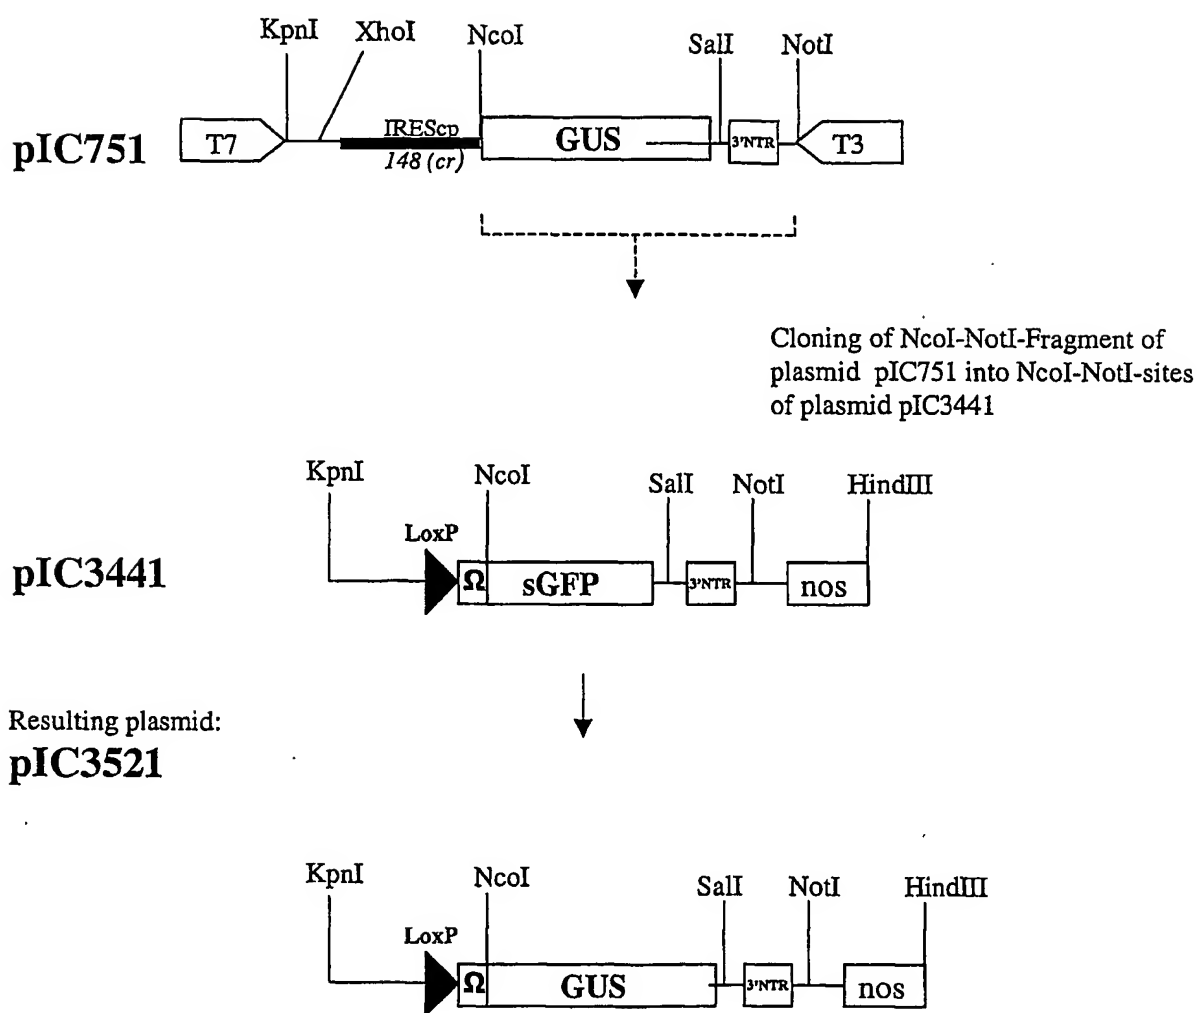 KpnI XhoI NcoI SalI NotI
pIC751 T7 IREScp 148 (cr) GUS 3'NTR T3
Cloning of NcoI-NotI-Fragment of
plasmid pIC751 into NcoI-NotI-sites
of plasmid pIC3441
KpnI NcoI SalI NotI HindIII
LoxP
pIC3441 Ω sGFP 3'NTR nos
Resulting plasmid:
pIC3521
KpnI NcoI SalI NotI HindIII
LoxP
Ω GUS 3'NTR nos